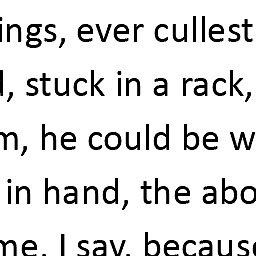 ings, ever cullest
, stuck in a rack,
m, he could be w
in hand, the abo
me, I say, because